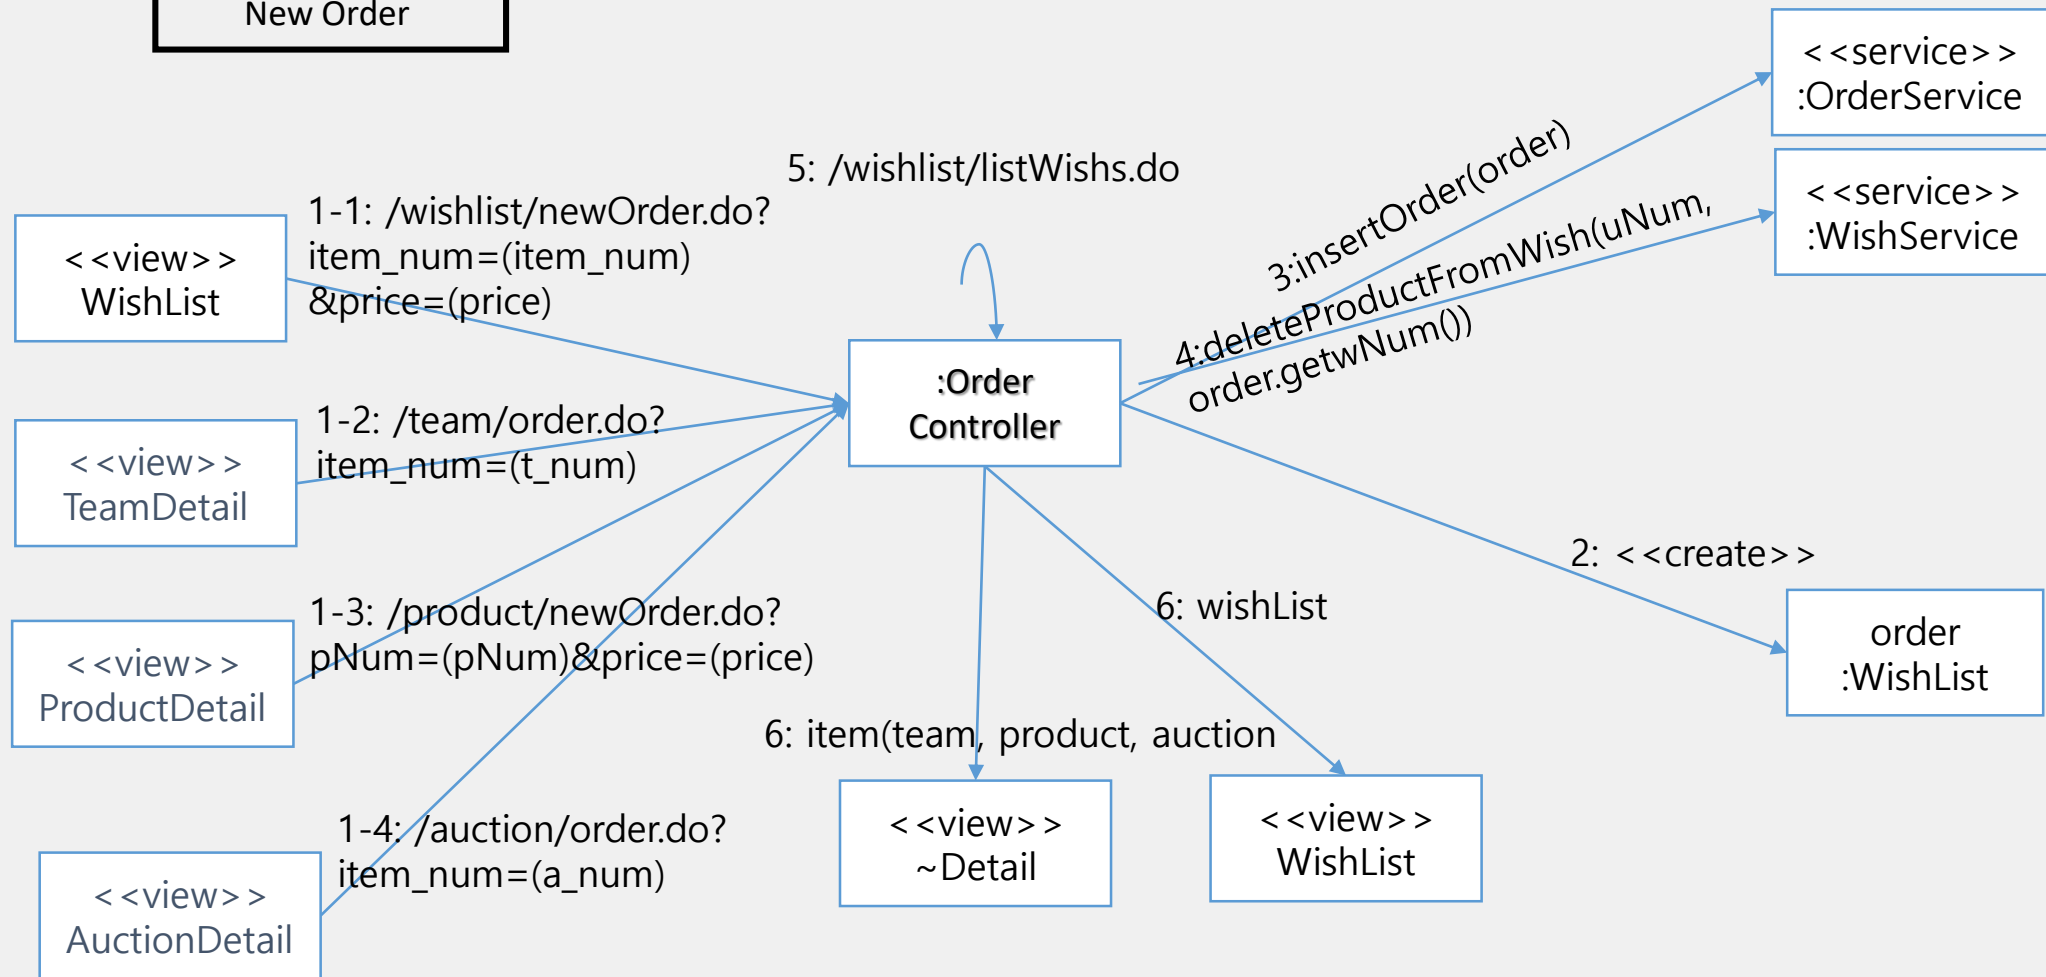 New Order
<<service>>
:OrderService
5: /wishlist/listWishs.do
3:insertOrder(order)
<<service>>
:WishService
1-1: /wishlist/newOrder.do?
item_num=(item_num)
&price=(price)
<<view>>
WishList
4:deleteProductFromWish(uNum,
order.getwNum())
:Order
Controller
1-2: /team/order.do?
item_num=(t_num)
<<view>>
TeamDetail
2: <<create>>
1-3: /product/newOrder.do?
pNum=(pNum)&price=(price)
<<view>>
ProductDetail
6: wishList
order
:WishList
6: item(team, product, auction
1-4: /auction/order.do?
item_num=(a_num)
<<view>>
~Detail
<<view>>
WishList
<<view>>
AuctionDetail